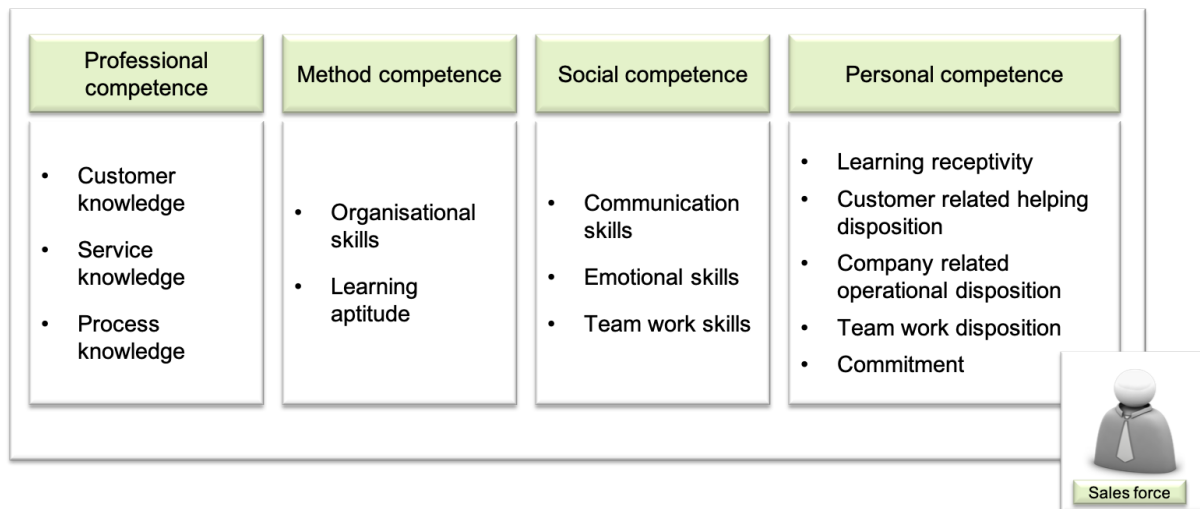 Professional
competence
Method competence
Social competence
Personal competence
• Customer
knowledge
• Service
knowledge
• Process
knowledge
• Organisational
skills
• Learning
aptitude
• Communication
skills
• Emotional skills
• Team work skills
• Learning receptivity
• Customer related helping
disposition
• Company related
operational disposition
• Team work disposition
• Commitment
Sales force